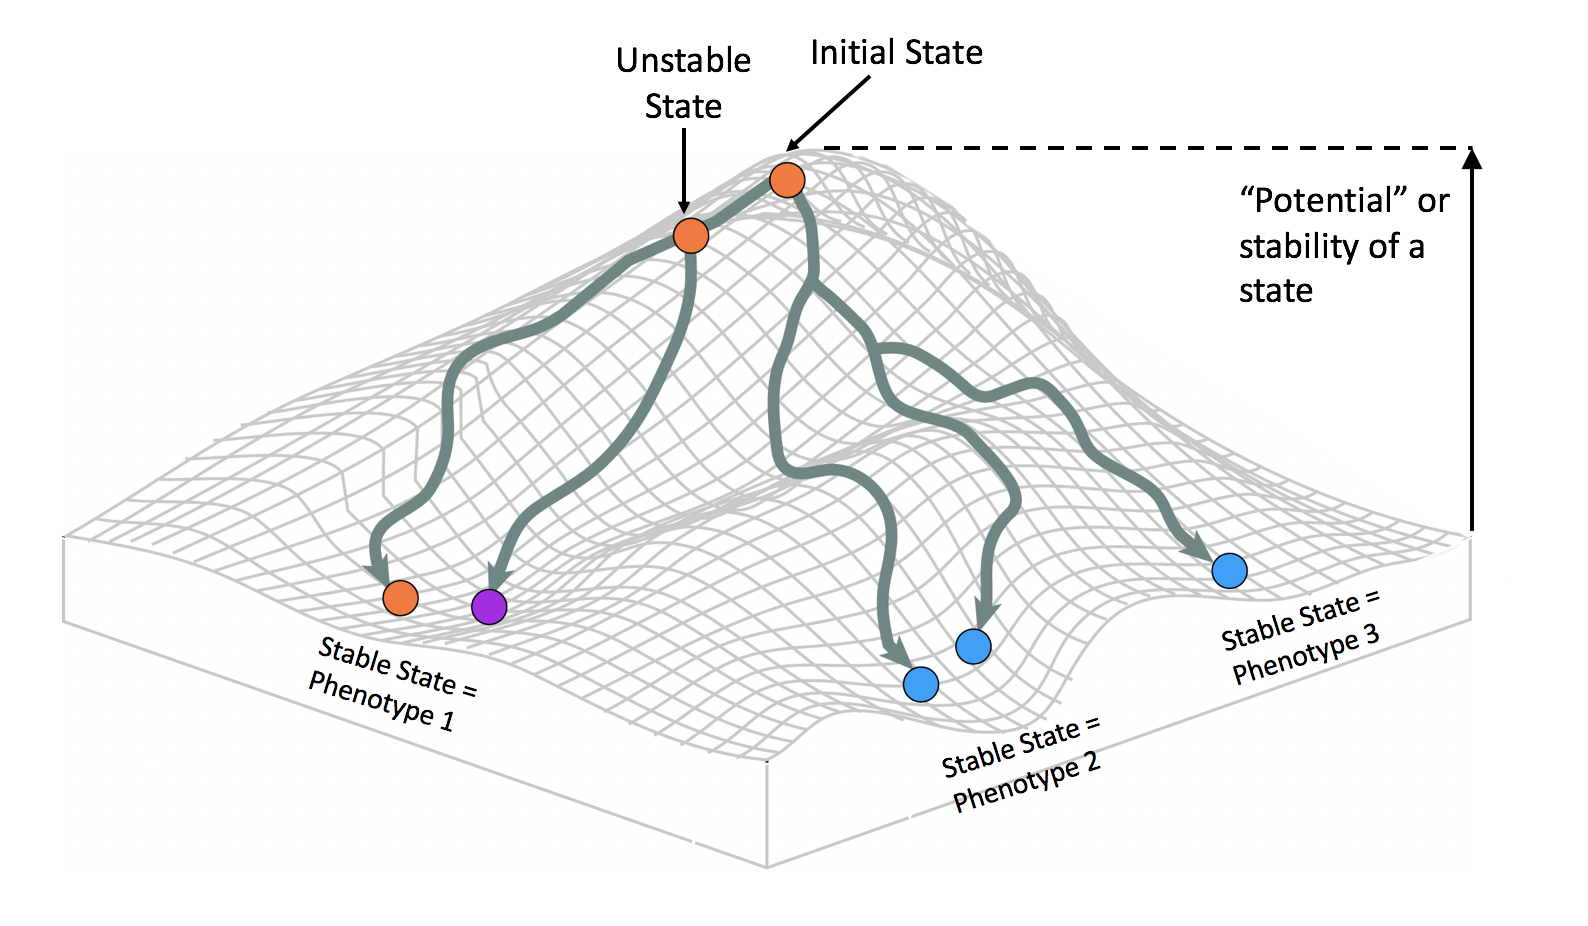 Unstable
State
Initial State
“Potential” or
stability of a
state
Stable State =
Phenotype 1
Stable State =
Phenotype 2
Stable State =
Phenotype 3